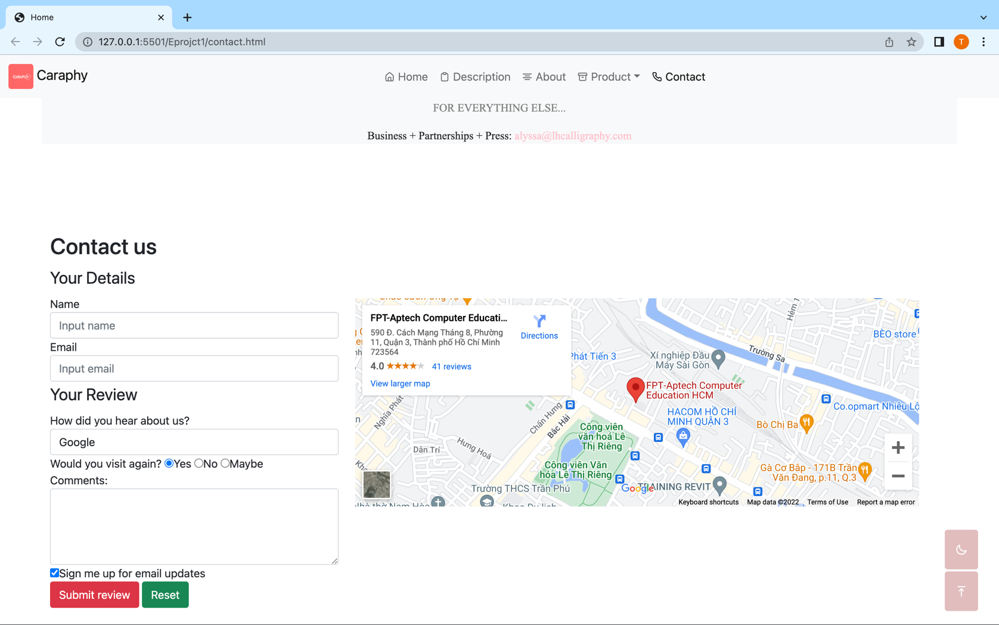 Home
127.0.0.1:5501/Eprojct1/contact.html
T
CARAPHY
Caraphy
Home
Description
About
Product
Contact
FOR EVERYTHING ELSE...
Business + Partnerships + Press: alyssa@lhcalligraphy.com
Contact us
Your Details
Name
Input name
Email
Input email
Your Review
How did you hear about us?
Google
Would you visit again? Yes No Maybe
Comments:
Sign me up for email updates
Submit review
Reset
FPT-Aptech Computer Educati...
590 Đ. Cách Mạng Tháng 8, Phường
11, Quận 3, Thành phố Hồ Chí Minh
723564
4.0
41 reviews
View larger map
Directions
Phát Tiến 3
Xí nghiệp Đầu
Máy Sài Gòn
Trường Sa
Hẻm 1
BÈO store
FPT-Aptech Computer
Education HCM
HACOM HỒ CHÍ
MINH QUẬN 3
Co.opmart Nhiêu Lộ
Bò Chị Ba
Nghĩa Phát
Chấn Hưng
Bắc Hải
Công viên
văn hoá Lê
Thị Riêng
Dân Trí
Hưng Hoá
Công viên Văn
hóa Lê Thị Riêng
Gà Cơ Bắp - 171B Trần
Văn Đang, p.11, Q.3
Trường THCS Trần Phú
Google
TRAINING REVIT
Keyboard shortcuts
Map data ©2022
Terms of Use
Report a map error